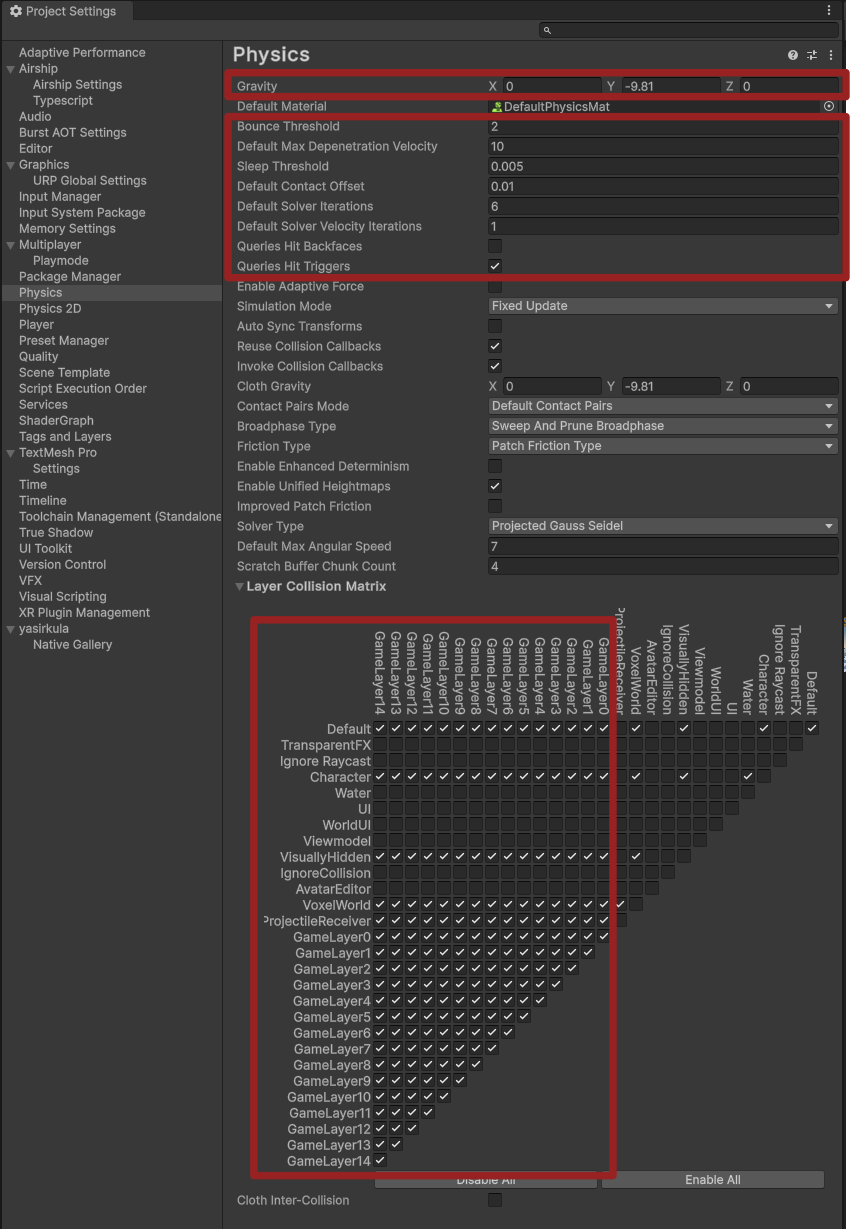 Project Settings
Adaptive Performance
Airship
Airship Settings
Typescript
Audio
Burst AOT Settings
Editor
Graphics
URP Global Settings
Input Manager
Input System Package
Memory Settings
Multiplayer
Playmode
Package Manager
Physics
Physics 2D
Player
Preset Manager
Quality
Scene Template
Script Execution Order
Services
ShaderGraph
Tags and Layers
TextMesh Pro
Settings
Time
Timeline
Toolchain Management (Standalone
True Shadow
UI Toolkit
Version Control
VFX
Visual Scripting
XR Plugin Management
yasirkula
Native Gallery
Physics
Gravity X 0 Y -9.81 Z 0
Default Material DefaultPhysicsMat
Bounce Threshold 2
Default Max Depenetration Velocity 10
Sleep Threshold 0.005
Default Contact Offset 0.01
Default Solver Iterations 6
Default Solver Velocity Iterations 1
Queries Hit Backfaces
Queries Hit Triggers
Enable Adaptive Force
Simulation Mode Fixed Update
Auto Sync Transforms
Reuse Collision Callbacks
Invoke Collision Callbacks
Cloth Gravity X 0 Y -9.81 Z 0
Contact Pairs Mode Default Contact Pairs
Broadphase Type Sweep And Prune Broadphase
Friction Type Patch Friction Type
Enable Enhanced Determinism
Enable Unified Heightmaps
Improved Patch Friction
Solver Type Projected Gauss Seidel
Default Max Angular Speed 7
Scratch Buffer Chunk Count 4
Layer Collision Matrix
GameLayer14
GameLayer13
GameLayer12
GameLayer11
GameLayer10
GameLayer9
GameLayer8
GameLayer7
GameLayer6
GameLayer5
GameLayer4
GameLayer3
GameLayer2
GameLayer1
GameLayer0
ProjectileReceiver
VoxelWorld
AvatarEditor
IgnoreCollision
VisuallyHidden
Viewmodel
WorldUI
UI
Water
Character
Ignore Raycast
TransparentFX
Default
Default
TransparentFX
Ignore Raycast
Character
Water
UI
WorldUI
Viewmodel
VisuallyHidden
IgnoreCollision
AvatarEditor
VoxelWorld
ProjectileReceiver
GameLayer0
GameLayer1
GameLayer2
GameLayer3
GameLayer4
GameLayer5
GameLayer6
GameLayer7
GameLayer8
GameLayer9
GameLayer10
GameLayer11
GameLayer12
GameLayer13
GameLayer14
Disable All Enable All
Cloth Inter-Collision